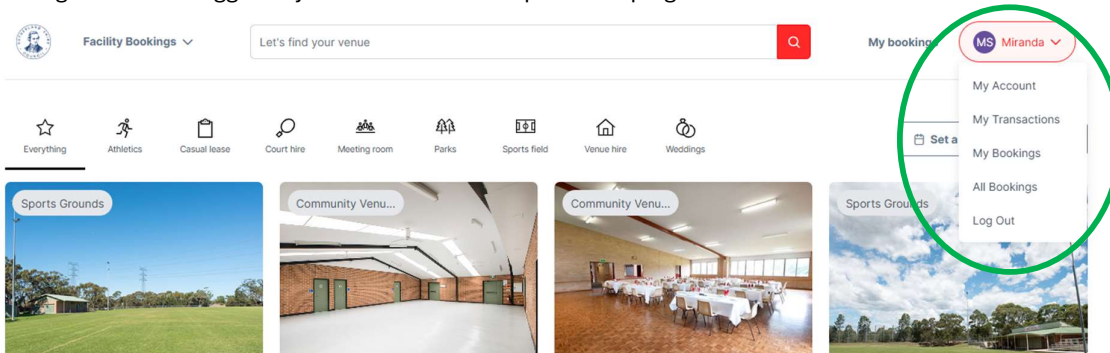 Facility Bookings
Let's find your venue
My bookings
MS Miranda
My Account
My Transactions
My Bookings
All Bookings
Log Out
Everything
Athletics
Casual lease
Court hire
Meeting room
Parks
Sports field
Venue hire
Weddings
Set a
Sports Grounds
Community Venu...
Community Venu...
Sports Grounds